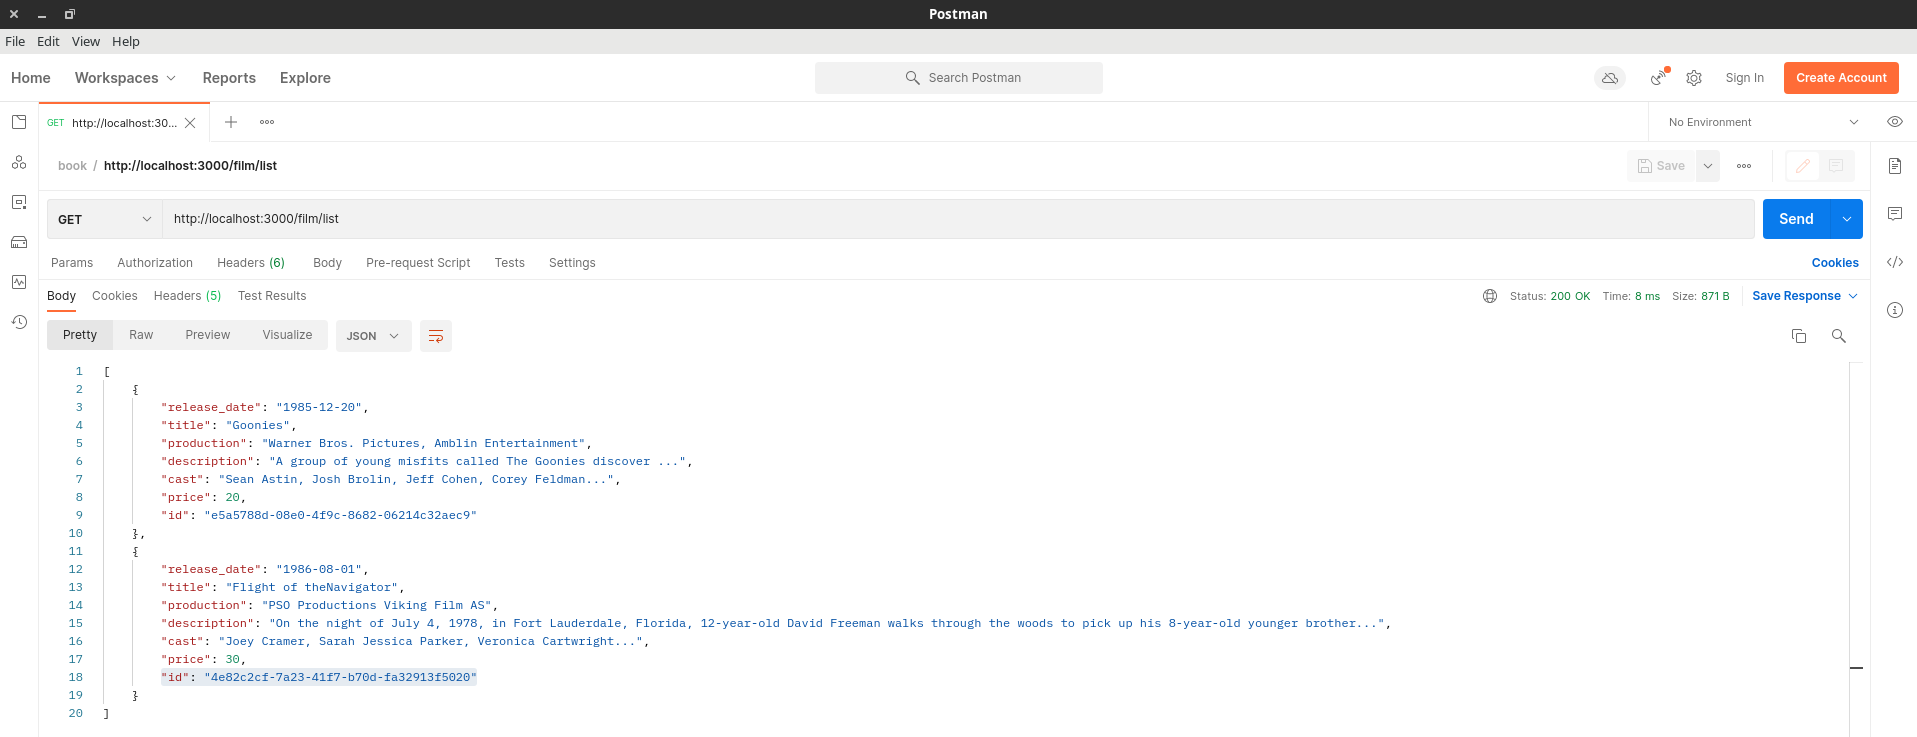 Postman
File Edit View Help
Home Workspaces Reports Explore Search Postman Sign In Create Account
GET http://localhost:30... No Environment
book / http://localhost:3000/film/list Save
GET http://localhost:3000/film/list Send
Params Authorization Headers (6) Body Pre-request Script Tests Settings Cookies
Body Cookies Headers (5) Test Results Status: 200 OK Time: 8 ms Size: 871 B Save Response
Pretty Raw Preview Visualize JSON
1 [
2 {
3 "release_date": "1985-12-20",
4 "title": "Goonies",
5 "production": "Warner Bros. Pictures, Amblin Entertainment",
6 "description": "A group of young misfits called The Goonies discover ...",
7 "cast": "Sean Astin, Josh Brolin, Jeff Cohen, Corey Feldman...",
8 "price": 20,
9 "id": "e5a5788d-08e0-4f9c-8682-06214c32aec9"
10 },
11 {
12 "release_date": "1986-08-01",
13 "title": "Flight of theNavigator",
14 "production": "PSO Productions Viking Film AS",
15 "description": "On the night of July 4, 1978, in Fort Lauderdale, Florida, 12-year-old David Freeman walks through the woods to pick up his 8-year-old younger brother...",
16 "cast": "Joey Cramer, Sarah Jessica Parker, Veronica Cartwright...",
17 "price": 30,
18 "id": "4e82c2cf-7a23-41f7-b70d-fa32913f5020"
19 }
20 ]